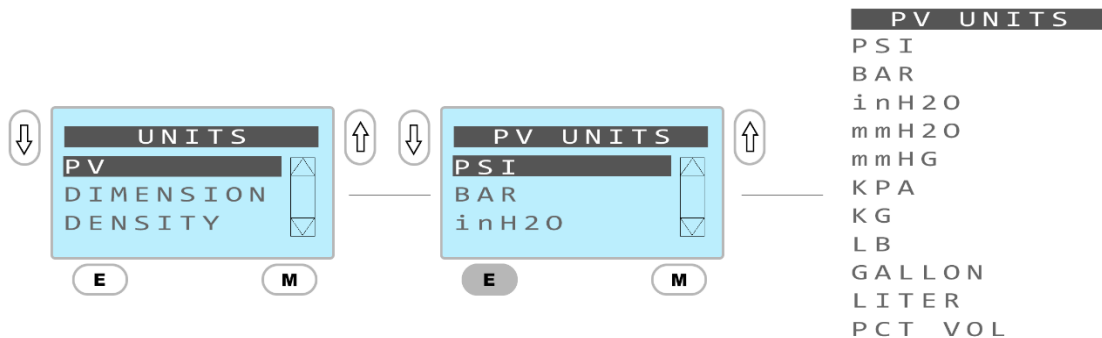 UNITS
PV
DIMENSION
DENSITY
E
M
PV UNITS
PSI
BAR
inH2O
E
M
PV UNITS
PSI
BAR
inH2O
mmH2O
mmHG
KPA
KG
LB
GALLON
LITER
PCT VOL